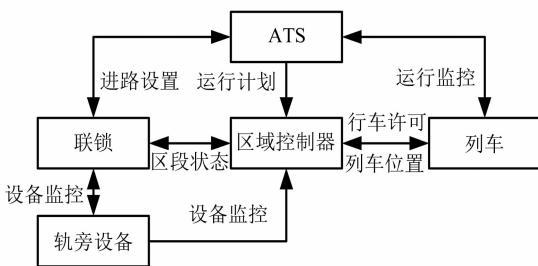 ATS
进路设置
运行计划
运行监控
行车许可
联锁
区域控制器
列车
区段状态
列车位置
设备监控
设备监控
轨旁设备